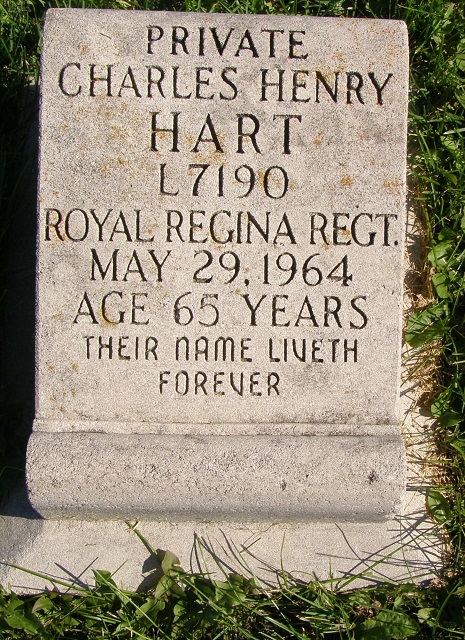 PRIVATE
CHARLES HENRY
HART
L7190
ROYAL REGINA REGT.
MAY 29, 1964
AGE 65 YEARS
THEIR NAME LIVETH
FOREVER